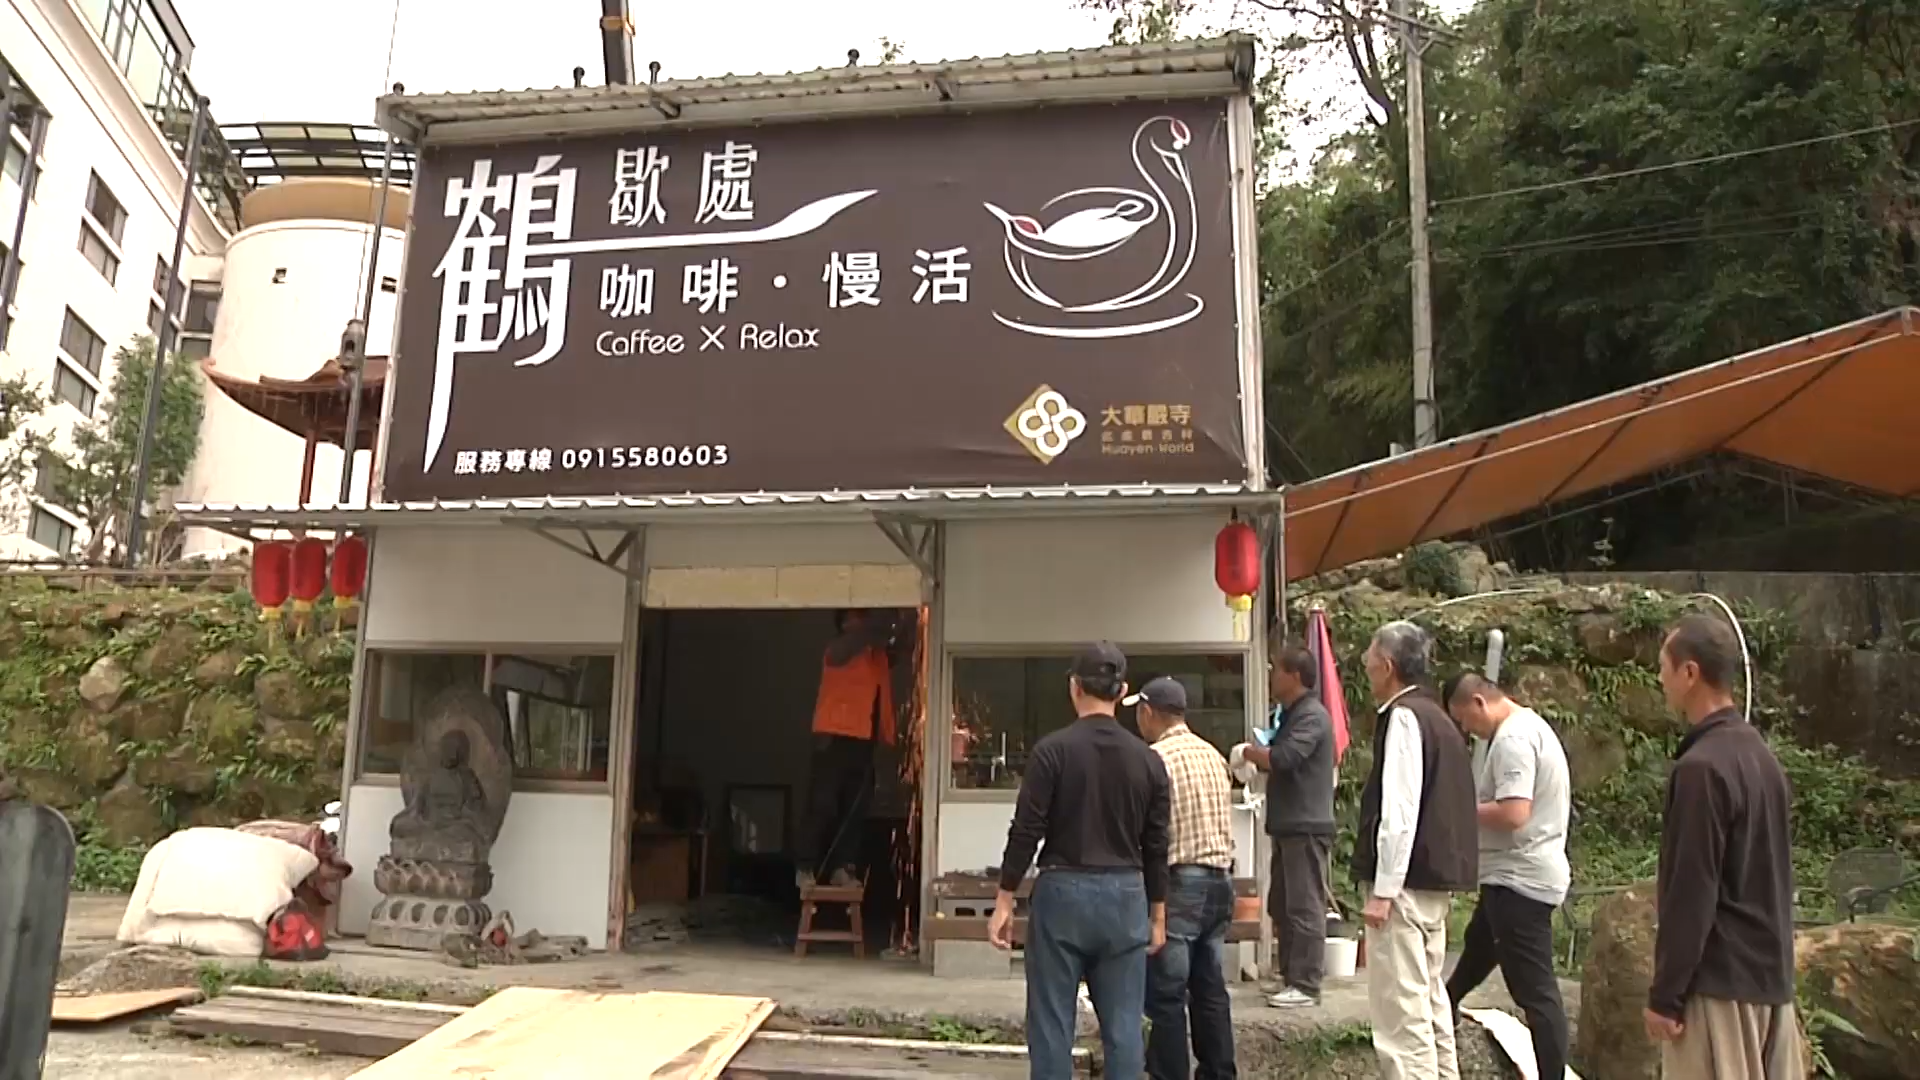 鶴歇處
咖啡·慢活
Caffee X Relax
服務專線 0915580603
大華嚴寺
Huayen World